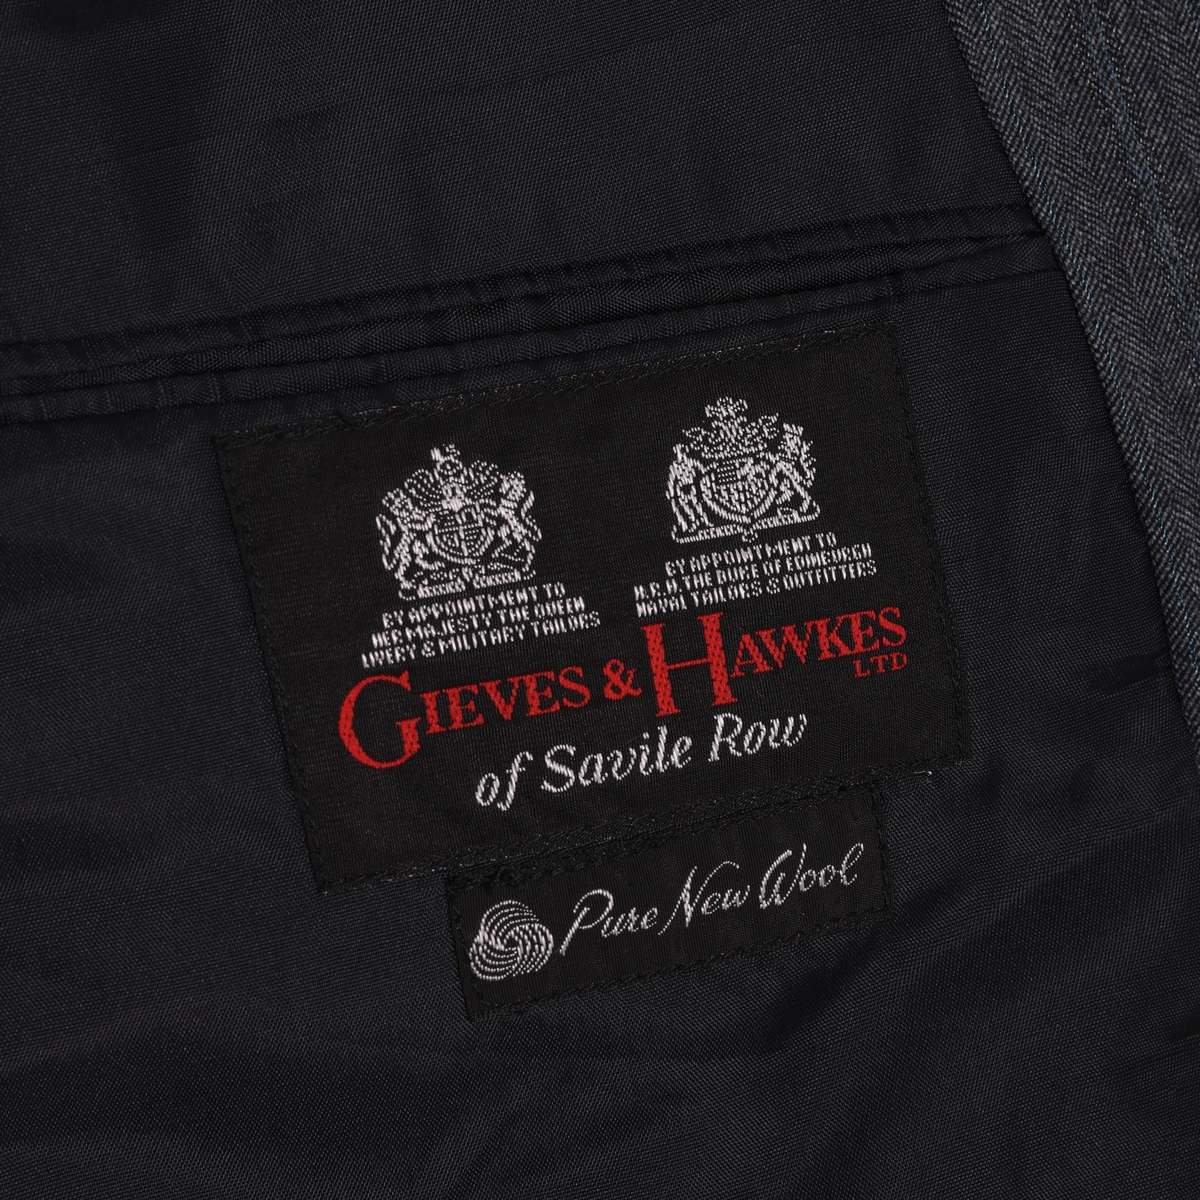 BY APPOINTMENT TO
HER MAJESTY THE QUEEN
LIVERY & MILITARY TAILORS
BY APPOINTMENT TO
H.R.H THE DUKE OF EDINBURGH
NAVAL TAILORS & OUTFITTERS
GIEVES & HAWKES
LTD
of Savile Row
Pure New Wool